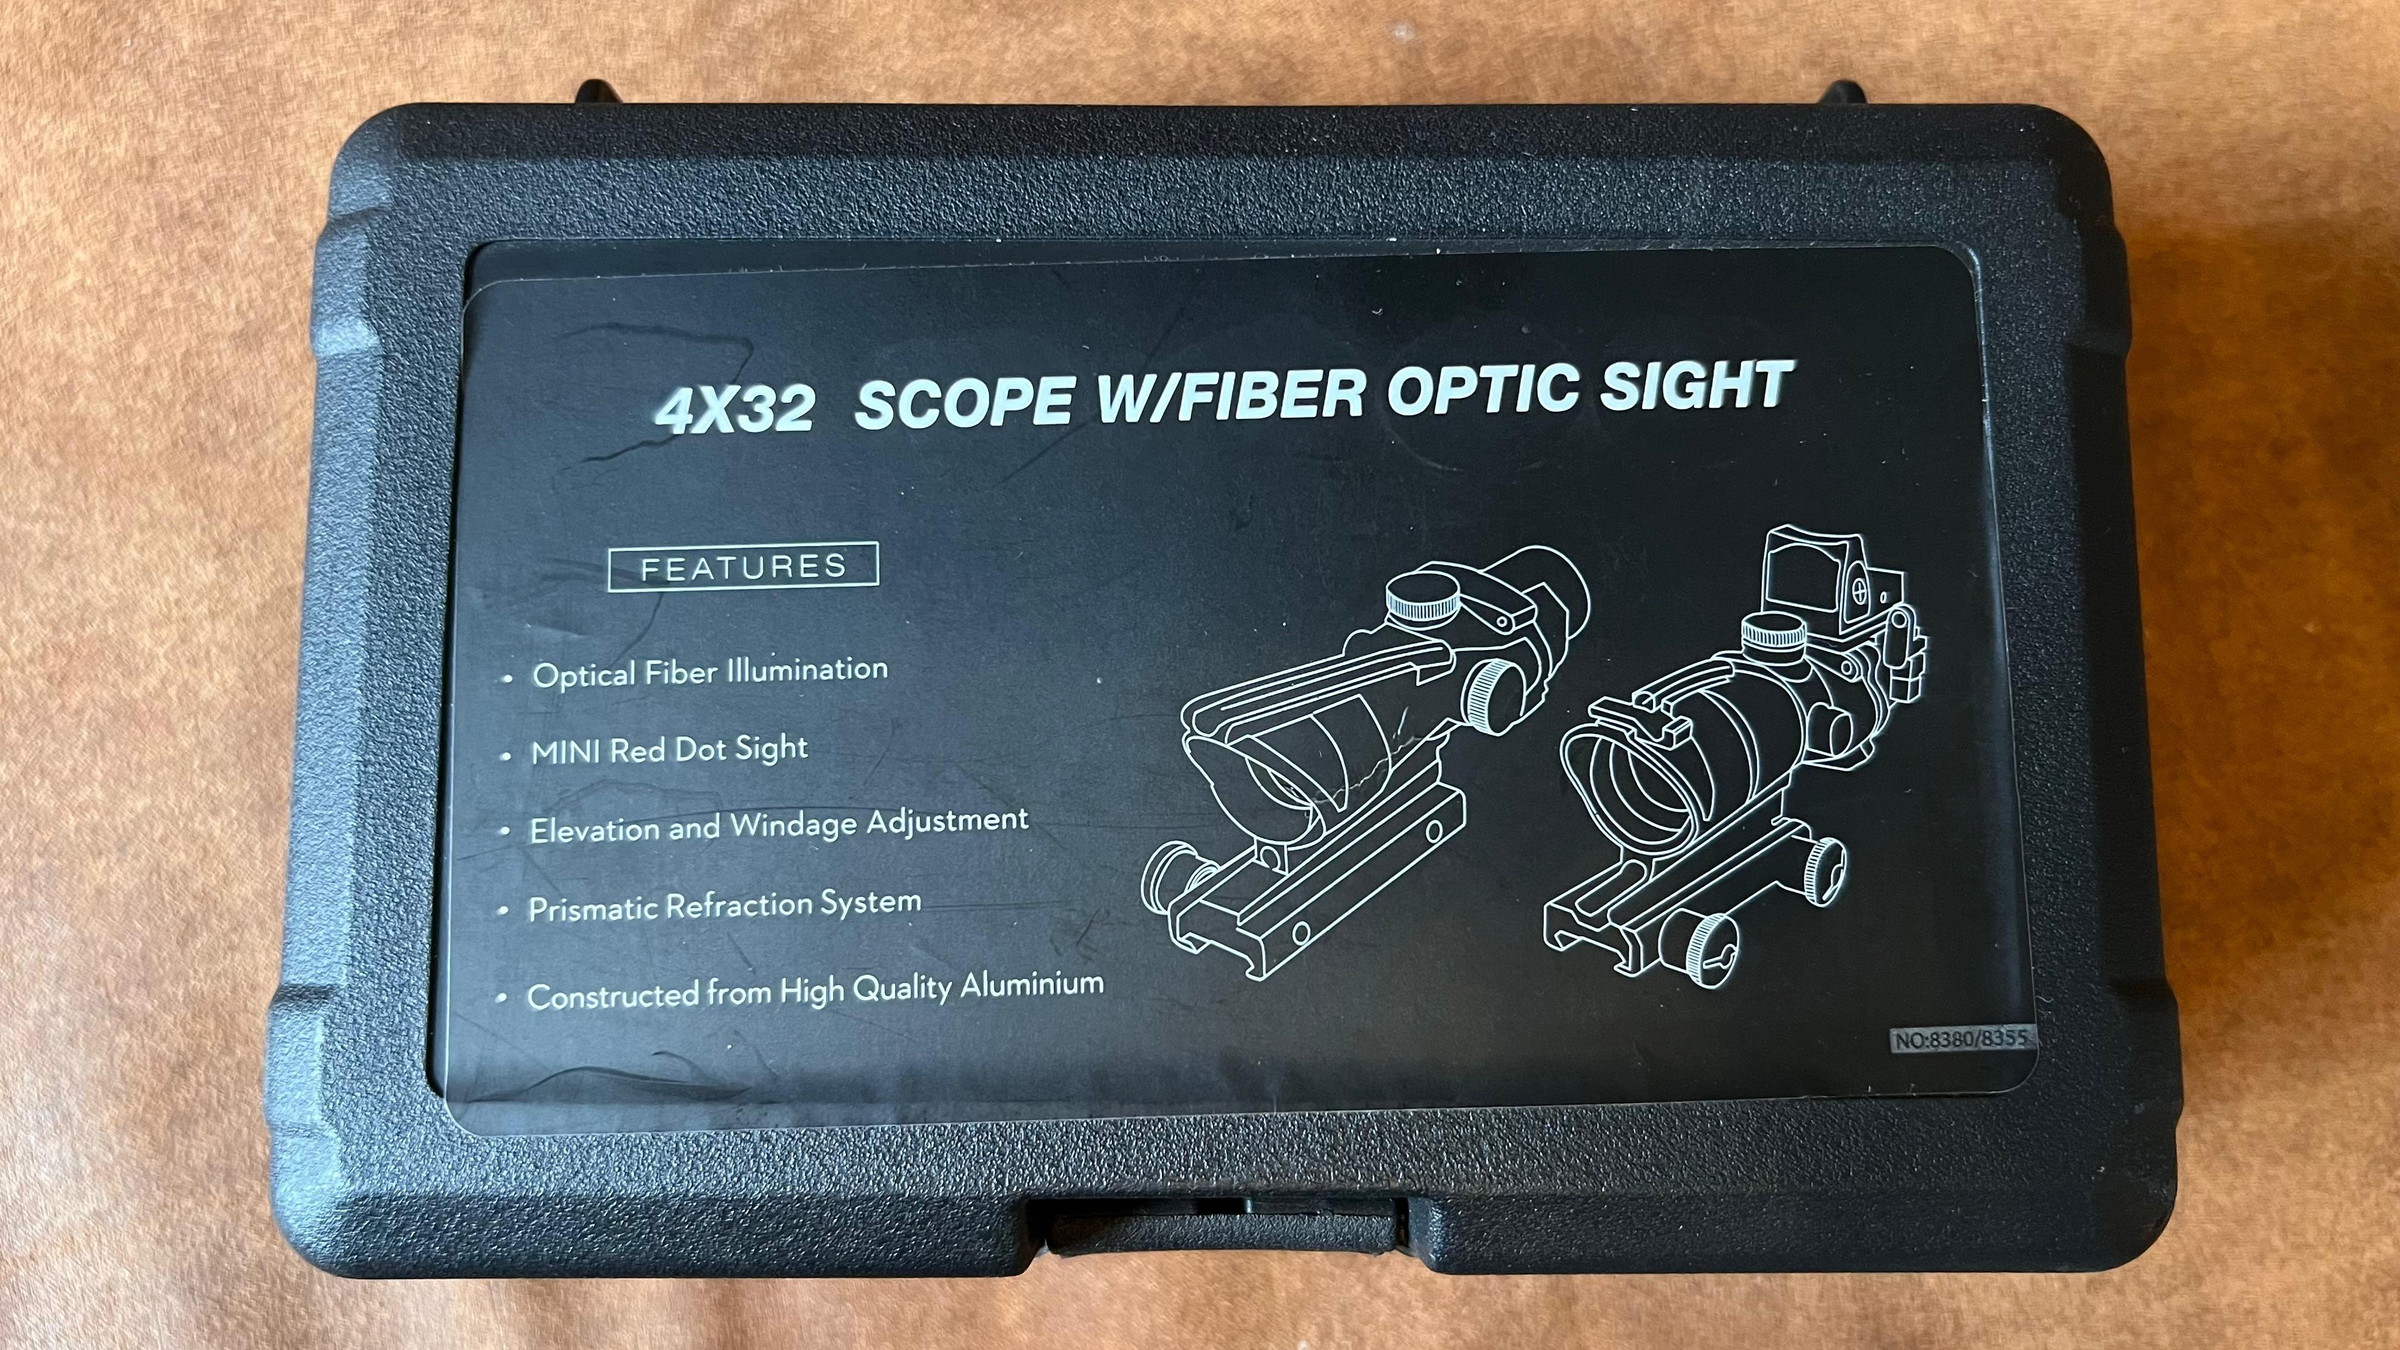 4X32 SCOPE W/FIBER OPTIC SIGHT
FEATURES
• Optical Fiber Illumination
• MINI Red Dot Sight
• Elevation and Windage Adjustment
• Prismatic Refraction System
• Constructed from High Quality Aluminium
NO:8380/8355